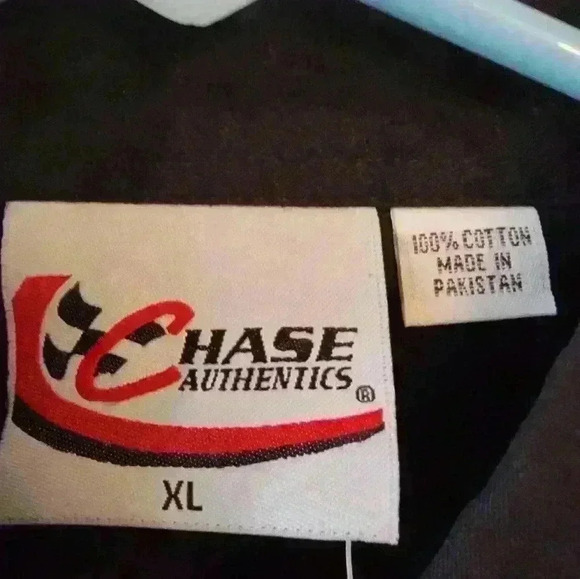 CHASE
AUTHENTICS®
XL
100% COTTON
MADE IN
PAKISTAN